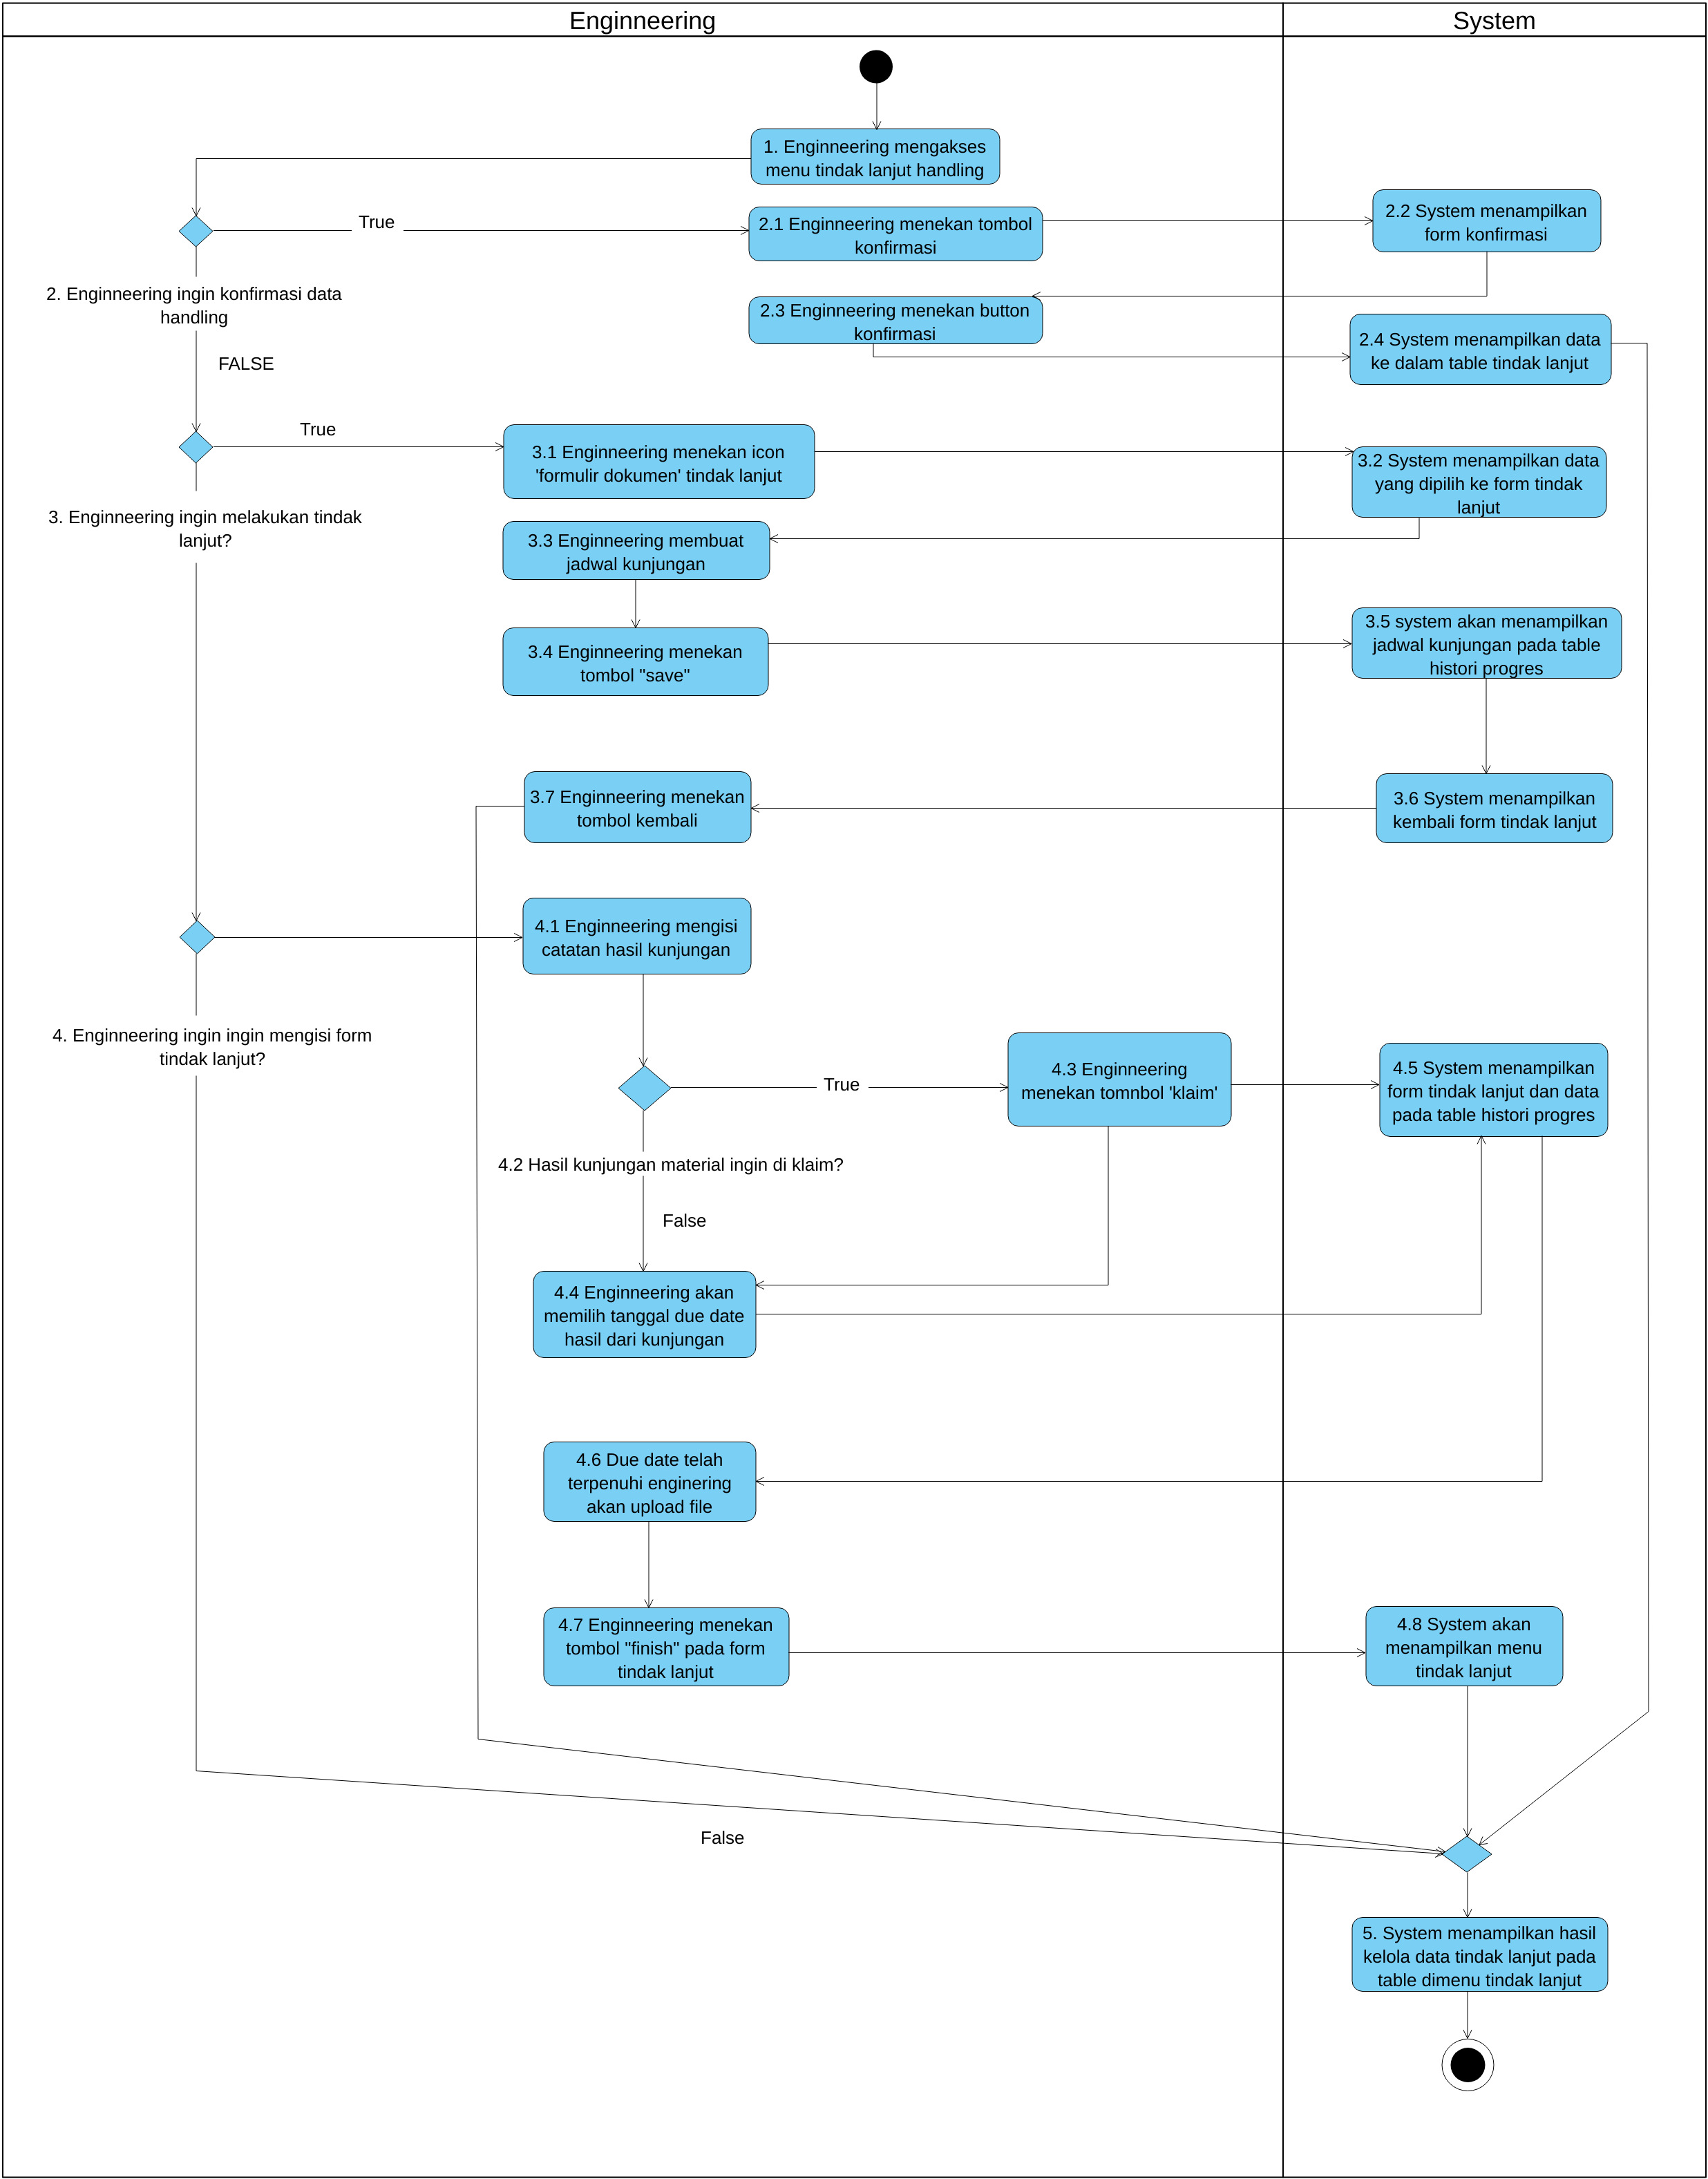 Enginneering
System
1. Enginneering mengakses
menu tindak lanjut handling
True
2.1 Enginneering menekan tombol
konfirmasi
2.2 System menampilkan
form konfirmasi
2. Enginneering ingin konfirmasi data
handling
2.3 Enginneering menekan button
konfirmasi
2.4 System menampilkan data
ke dalam table tindak lanjut
FALSE
True
3.1 Enginneering menekan icon
'formulir dokumen' tindak lanjut
3.2 System menampilkan data
yang dipilih ke form tindak
lanjut
3. Enginneering ingin melakukan tindak
lanjut?
3.3 Enginneering membuat
jadwal kunjungan
3.4 Enginneering menekan
tombol "save"
3.5 system akan menampilkan
jadwal kunjungan pada table
histori progres
3.7 Enginneering menekan
tombol kembali
3.6 System menampilkan
kembali form tindak lanjut
4.1 Enginneering mengisi
catatan hasil kunjungan
4. Enginneering ingin ingin mengisi form
tindak lanjut?
True
4.3 Enginneering
menekan tomnbol 'klaim'
4.5 System menampilkan
form tindak lanjut dan data
pada table histori progres
4.2 Hasil kunjungan material ingin di klaim?
False
4.4 Enginneering akan
memilih tanggal due date
hasil dari kunjungan
4.6 Due date telah
terpenuhi enginering
akan upload file
4.7 Enginneering menekan
tombol "finish" pada form
tindak lanjut
4.8 System akan
menampilkan menu
tindak lanjut
False
5. System menampilkan hasil
kelola data tindak lanjut pada
table dimenu tindak lanjut